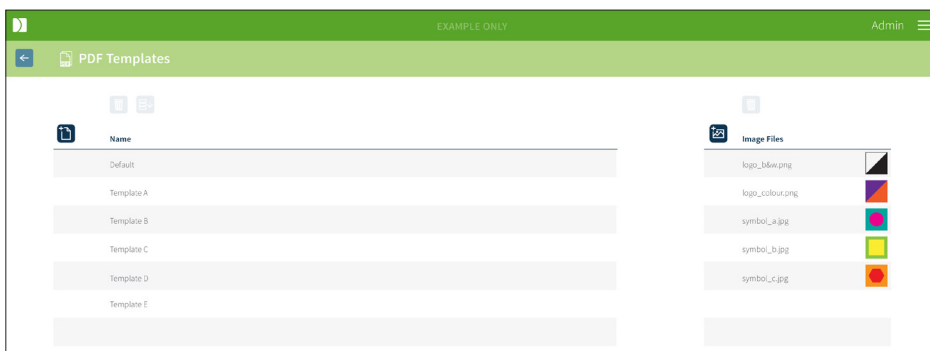 EXAMPLE ONLY
Admin
PDF Templates
Name
Default
Template A
Template B
Template C
Template D
Template E
Image Files
logo_b&w.png
logo_colour.png
symbol_a.jpg
symbol_b.jpg
symbol_c.jpg